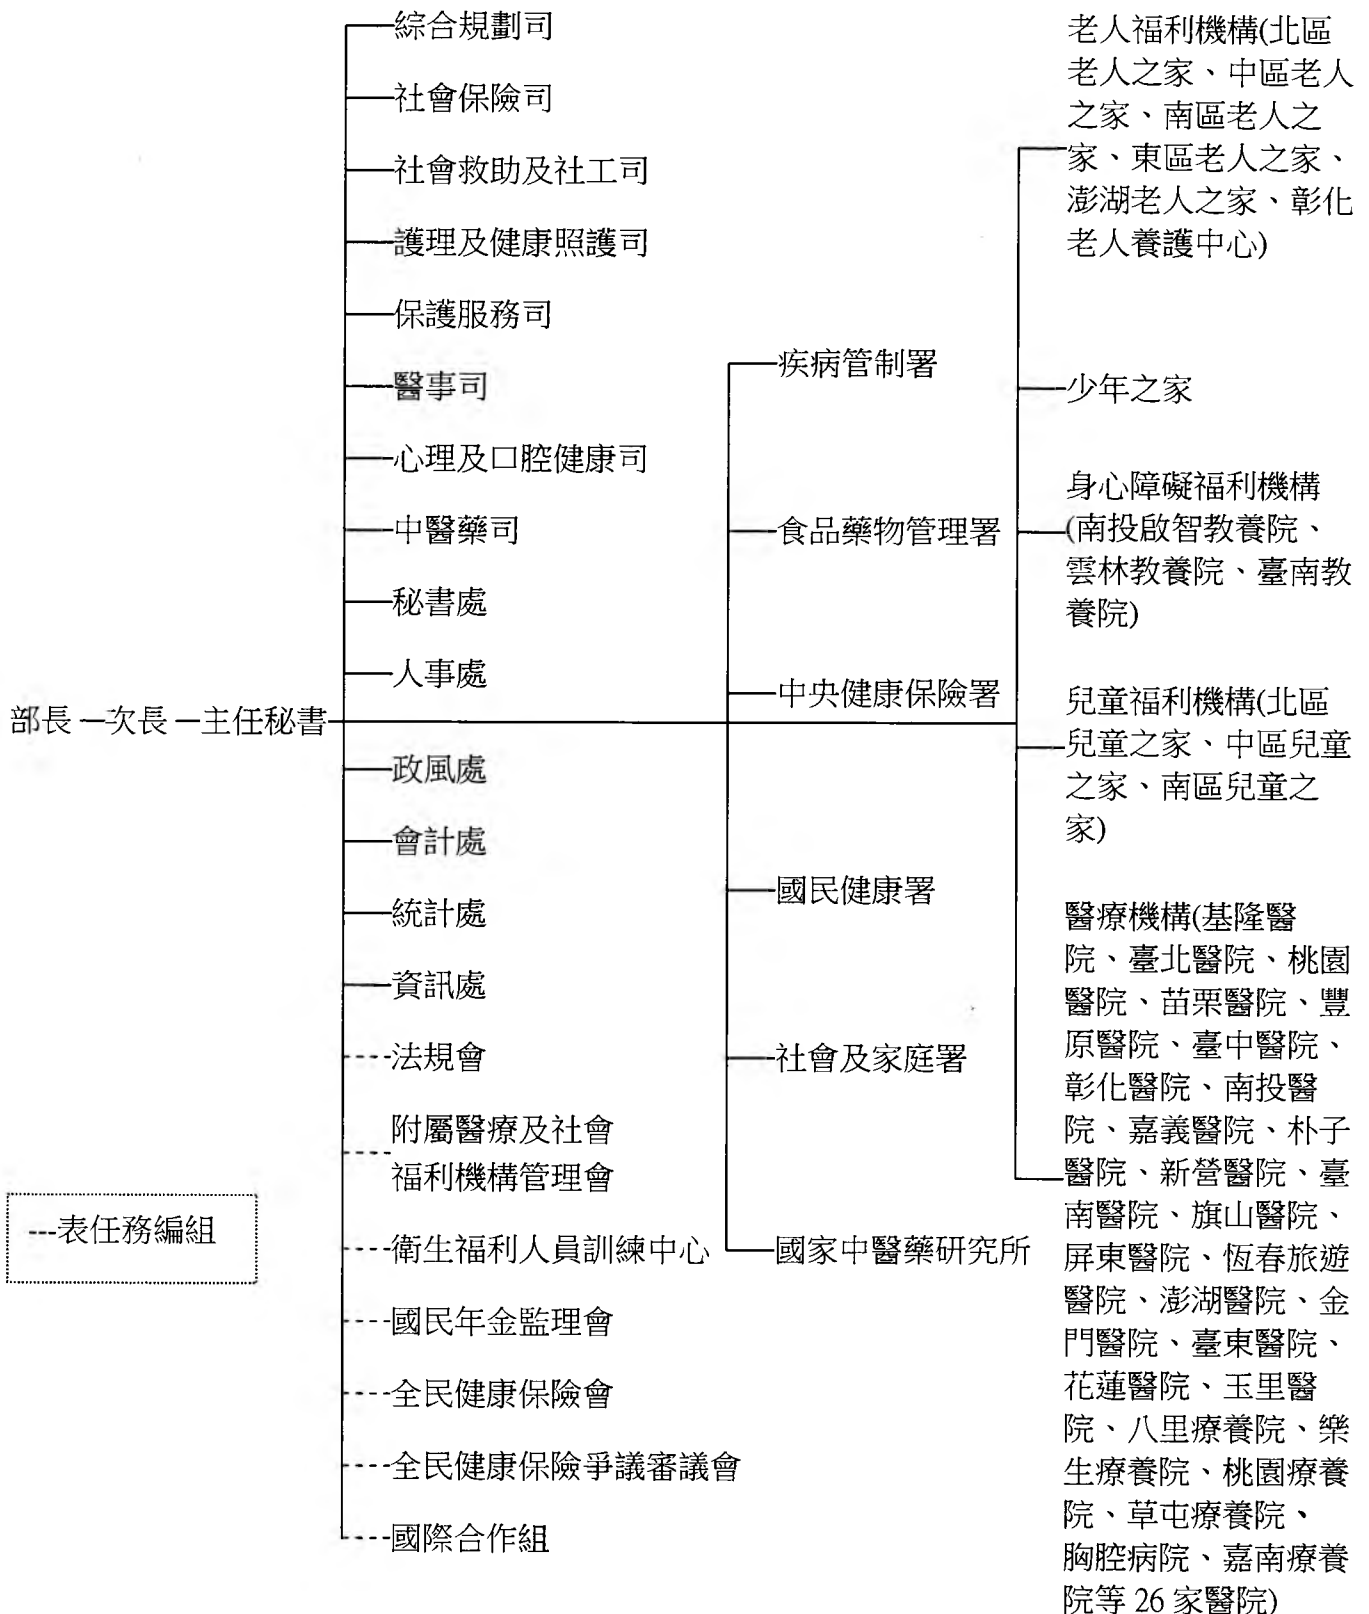 部長
次長
主任秘書
---表任務編組
綜合規劃司
社會保險司
社會救助及社工司
護理及健康照護司
保護服務司
醫事司
心理及口腔健康司
中醫藥司
秘書處
人事處
政風處
會計處
統計處
資訊處
法規會
附屬醫療及社會
福利機構管理會
衛生福利人員訓練中心
國民年金監理會
全民健康保險會
全民健康保險爭議審議會
國際合作組
疾病管制署
食品藥物管理署
中央健康保險署
國民健康署
社會及家庭署
國家中醫藥研究所
老人福利機構(北區
老人之家、中區老人
之家、南區老人之
家、東區老人之家、
澎湖老人之家、彰化
老人養護中心)
少年之家
身心障礙福利機構
(南投啟智教養院、
雲林教養院、臺南教
養院)
兒童福利機構(北區
兒童之家、中區兒童
之家、南區兒童之
家)
醫療機構(基隆醫
院、臺北醫院、桃園
醫院、苗栗醫院、豐
原醫院、臺中醫院、
彰化醫院、南投醫
院、嘉義醫院、朴子
醫院、新營醫院、臺
南醫院、旗山醫院、
屏東醫院、恆春旅遊
醫院、澎湖醫院、金
門醫院、臺東醫院、
花蓮醫院、玉里醫
院、八里療養院、樂
生療養院、桃園療養
院、草屯療養院、
胸腔病院、嘉南療養
院等 26 家醫院)